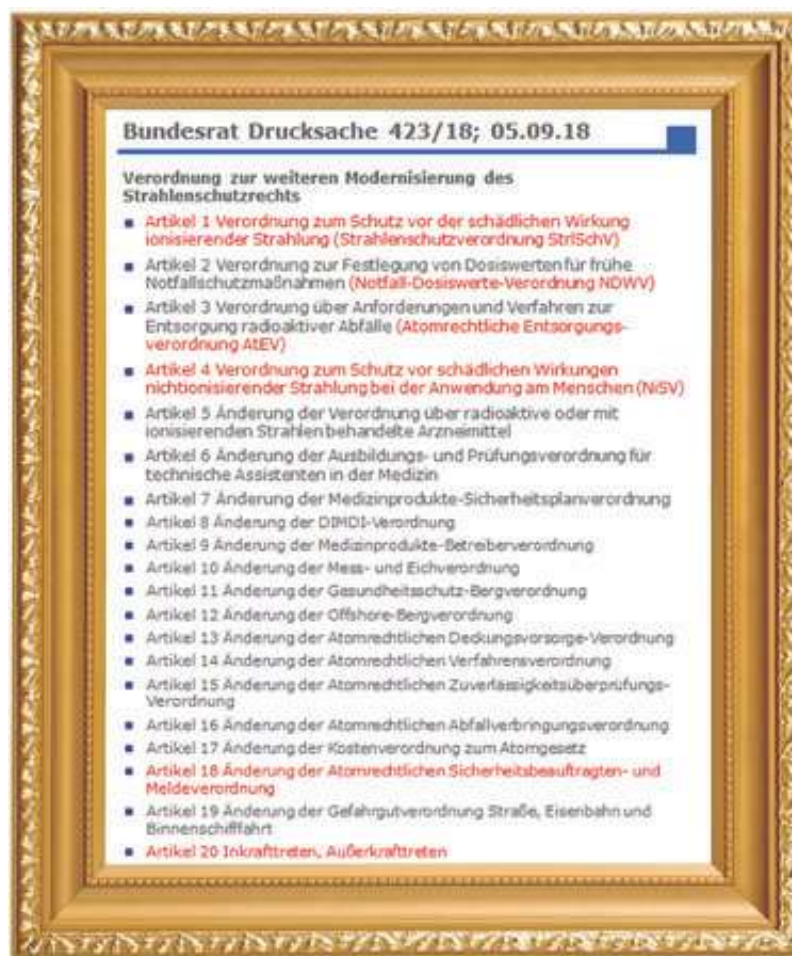 Bundesrat Drucksache 423/18; 05.09.18
Verordnung zur weiteren Modernisierung des
Strahlenschutzrechts
Artikel 1 Verordnung zum Schutz vor der schädlichen Wirkung
ionisierender Strahlung (Strahlenschutzverordnung StrlSchV)
Artikel 2 Verordnung zur Festlegung von Dosiswerten für frühe
Notfallschutzmaßnahmen (Notfall-Dosiswerte-Verordnung NDWV)
Artikel 3 Verordnung über Anforderungen und Verfahren zur
Entsorgung radioaktiver Abfälle (Atomrechtliche Entsorgungs-
verordnung AtEV)
Artikel 4 Verordnung zum Schutz vor schädlichen Wirkungen
nichtionisierender Strahlung bei der Anwendung am Menschen (NiSV)
Artikel 5 Änderung der Verordnung über radioaktive oder mit
ionisierenden Strahlen behandelte Arzneimittel
Artikel 6 Änderung der Ausbildungs- und Prüfungsverordnung für
technische Assistenten in der Medizin
Artikel 7 Änderung der Medizinprodukte-Sicherheitsplanverordnung
Artikel 8 Änderung der DIMDI-Verordnung
Artikel 9 Änderung der Medizinprodukte-Betreiberverordnung
Artikel 10 Änderung der Mess- und Eichverordnung
Artikel 11 Änderung der Gesundheitsschutz-Bergverordnung
Artikel 12 Änderung der Offshore-Bergverordnung
Artikel 13 Änderung der Atomrechtlichen Deckungsvorsorge-Verordnung
Artikel 14 Änderung der Atomrechtlichen Verfahrensverordnung
Artikel 15 Änderung der Atomrechtlichen Zuverlässigkeitsüberprüfungs-
Verordnung
Artikel 16 Änderung der Atomrechtlichen Abfallverbringungsverordnung
Artikel 17 Änderung der Kostenverordnung zum Atomgesetz
Artikel 18 Änderung der Atomrechtlichen Sicherheitsbeauftragten- und
Meldeverordnung
Artikel 19 Änderung der Gefahrgutverordnung Straße, Eisenbahn und
Binnenschifffahrt
Artikel 20 Inkrafttreten, Außerkrafttreten